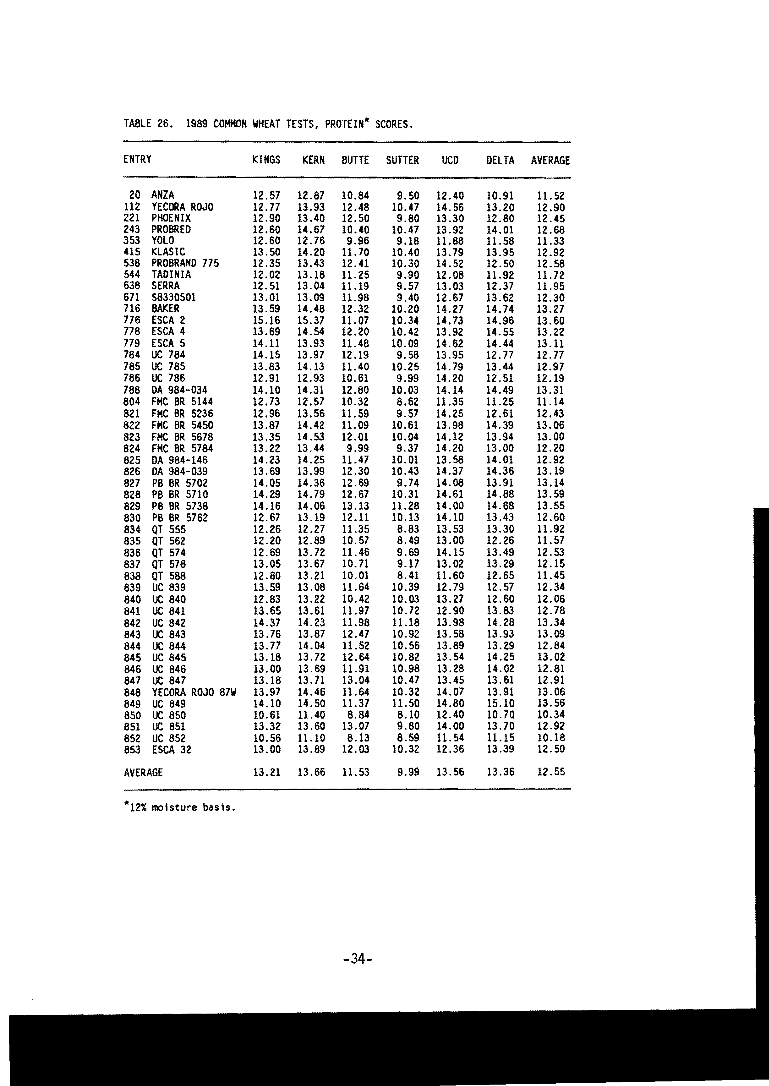 TABLE 26. 1989 COMMON WHEAT TESTS, PROTEIN* SCORES.
ENTRY KINGS KERN BUTTE SUTTER UCD DELTA AVERAGE
20 ANZA 12.57 12.87 10.84 9.50 12.40 10.91 11.52
112 YECORA ROJO 12.77 13.93 12.48 10.47 14.56 13.20 12.90
221 PHOENIX 12.90 13.40 12.50 9.80 13.30 12.80 12.45
243 PROBRED 12.60 14.67 10.40 10.47 13.92 14.01 12.68
353 YOLO 12.60 12.76 9.96 9.18 11.88 11.58 11.33
415 KLASIC 13.50 14.20 11.70 10.40 13.79 13.95 12.92
538 PROBRAND 775 12.35 13.43 12.41 10.30 14.52 12.50 12.58
544 TADINIA 12.02 13.18 11.25 9.90 12.08 11.92 11.72
638 SERRA 12.51 13.04 11.19 9.57 13.03 12.37 11.95
671 S8330501 13.01 13.09 11.98 9.40 12.67 13.62 12.30
716 BAKER 13.59 14.48 12.32 10.20 14.27 14.74 13.27
776 ESCA 2 15.16 15.37 11.07 10.34 14.73 14.96 13.60
778 ESCA 4 13.69 14.54 12.20 10.42 13.92 14.55 13.22
779 ESCA 5 14.11 13.93 11.48 10.09 14.62 14.44 13.11
784 UC 784 14.15 13.97 12.19 9.58 13.95 12.77 12.77
785 UC 785 13.83 14.13 11.40 10.25 14.79 13.44 12.97
786 UC 786 12.91 12.93 10.61 9.99 14.20 12.51 12.19
788 DA 984-034 14.10 14.31 12.80 10.03 14.14 14.49 13.31
804 FMC BR 5144 12.73 12.57 10.32 8.62 11.35 11.25 11.14
821 FMC BR 5236 12.96 13.56 11.59 9.57 14.25 12.61 12.43
822 FMC BR 5450 13.87 14.42 11.09 10.61 13.98 14.39 13.06
823 FMC BR 5678 13.35 14.53 12.01 10.04 14.12 13.94 13.00
824 FMC BR 5784 13.22 13.44 9.99 9.37 14.20 13.00 12.20
825 DA 984-146 14.23 14.25 11.47 10.01 13.58 14.01 12.92
826 DA 984-039 13.69 13.99 12.30 10.43 14.37 14.36 13.19
827 PB BR 5702 14.05 14.36 12.69 9.74 14.08 13.91 13.14
828 PB BR 5710 14.29 14.79 12.67 10.31 14.61 14.88 13.59
829 PB BR 5738 14.16 14.06 13.13 11.28 14.00 14.68 13.55
830 PB BR 5762 12.67 13.19 12.11 10.13 14.10 13.43 12.60
834 QT 555 12.26 12.27 11.35 8.83 13.53 13.30 11.92
835 QT 562 12.20 12.89 10.57 8.49 13.00 12.26 11.57
836 QT 574 12.69 13.72 11.46 9.69 14.15 13.49 12.53
837 QT 578 13.05 13.67 10.71 9.17 13.02 13.29 12.15
838 QT 588 12.80 13.21 10.01 8.41 11.60 12.65 11.45
839 UC 839 13.59 13.08 11.64 10.39 12.79 12.57 12.34
840 UC 840 12.83 13.22 10.42 10.03 13.27 12.60 12.06
841 UC 841 13.65 13.61 11.97 10.72 12.90 13.83 12.78
842 UC 842 14.37 14.23 11.98 11.18 13.98 14.28 13.34
843 UC 843 13.76 13.87 12.47 10.92 13.58 13.93 13.09
844 UC 844 13.77 14.04 11.52 10.56 13.89 13.29 12.84
845 UC 845 13.18 13.72 12.64 10.82 13.54 14.25 13.02
846 UC 846 13.00 13.69 11.91 10.98 13.28 14.02 12.81
847 UC 847 13.18 13.71 13.04 10.47 13.45 13.61 12.91
848 YECORA ROJO 87W 13.97 14.46 11.64 10.32 14.07 13.91 13.06
849 UC 849 14.10 14.50 11.37 11.50 14.80 15.10 13.56
850 UC 850 10.61 11.40 8.84 8.10 12.40 10.70 10.34
851 UC 851 13.32 13.60 13.07 9.80 14.00 13.70 12.92
852 UC 852 10.56 11.10 8.13 8.59 11.54 11.15 10.18
853 ESCA 32 13.00 13.89 12.03 10.32 12.36 13.39 12.50
AVERAGE 13.21 13.66 11.53 9.99 13.56 13.36 12.55
*12% moisture basis.
-34-